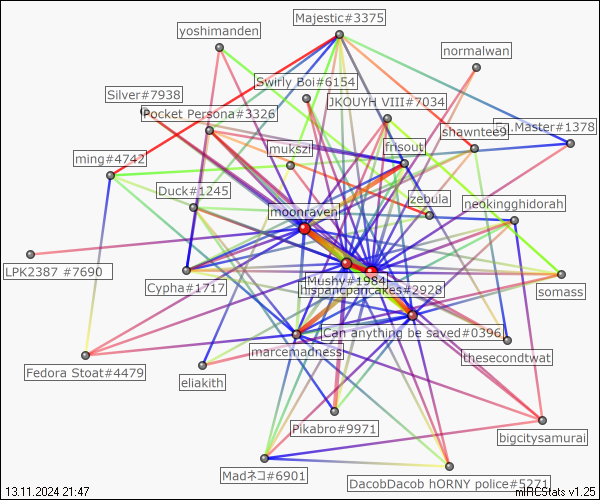 Majestic#3375
yoshimanden
normalwan
Swirly Boi#6154
Silver#7938
JKOUYH VIII#7034
Pocket Persona#3326
shawntee9
.Master#1378
mukszi
frisout
ming#4742
Duck#1245
zebula
neokingghidorah
moonraven
LPK2387 #7690
Cypha#1717
Mushy#1984
hispanicpancakes#2928
somass
Can anything be saved#0396
marcemadness
thesecondtwat
Fedora Stoat#4479
eliakith
Pikabro#9971
bigcitysamurai
Madネコ#6901
DacobDacob hORNY police#5271
13.11.2024 21:47
mIRCStats v1.25